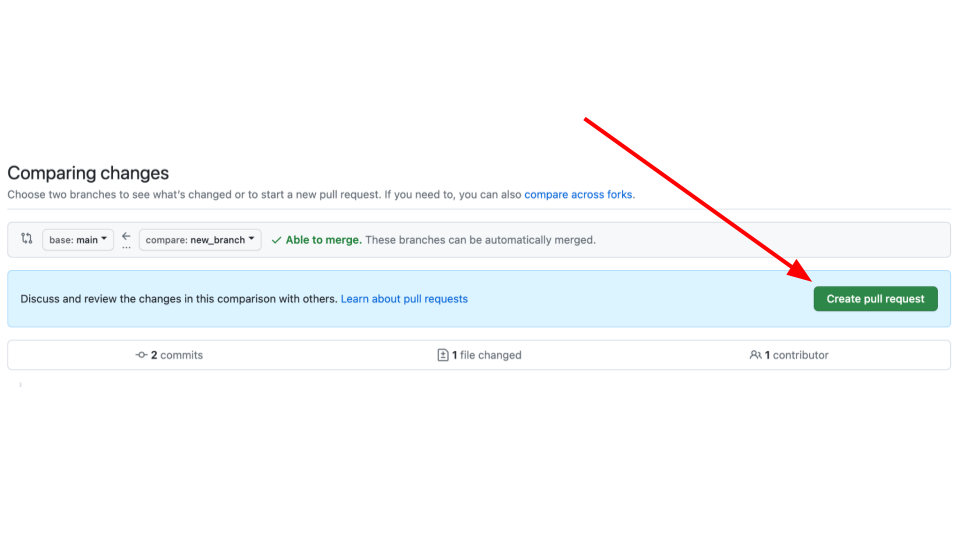 Comparing changes
Choose two branches to see what's changed or to start a new pull request. If you need to, you can also compare across forks.
base: main ... compare: new_branch Able to merge. These branches can be automatically merged.
Discuss and review the changes in this comparison with others. Learn about pull requests Create pull request
2 commits 1 file changed 1 contributor